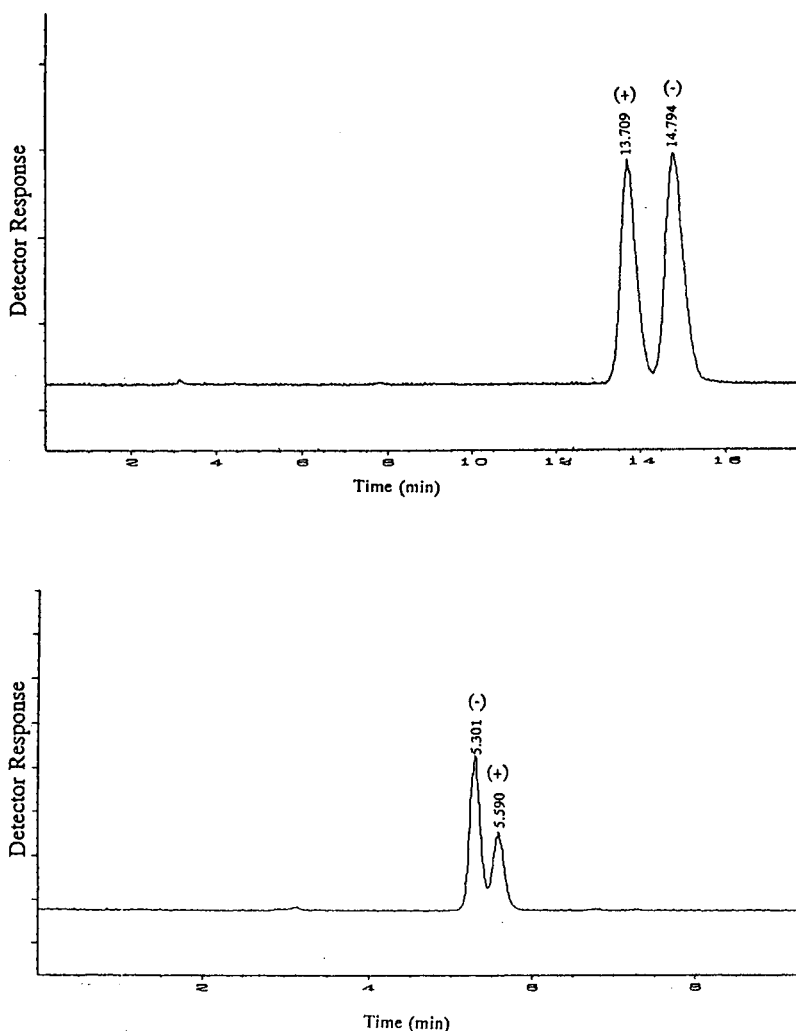 Detector Response
(+)
(-)
13.709
14.794
2 4 6 8 10 12 14 16
Time (min)
Detector Response
(-)
5.301
(+)
5.590
2 4 6 8
Time (min)